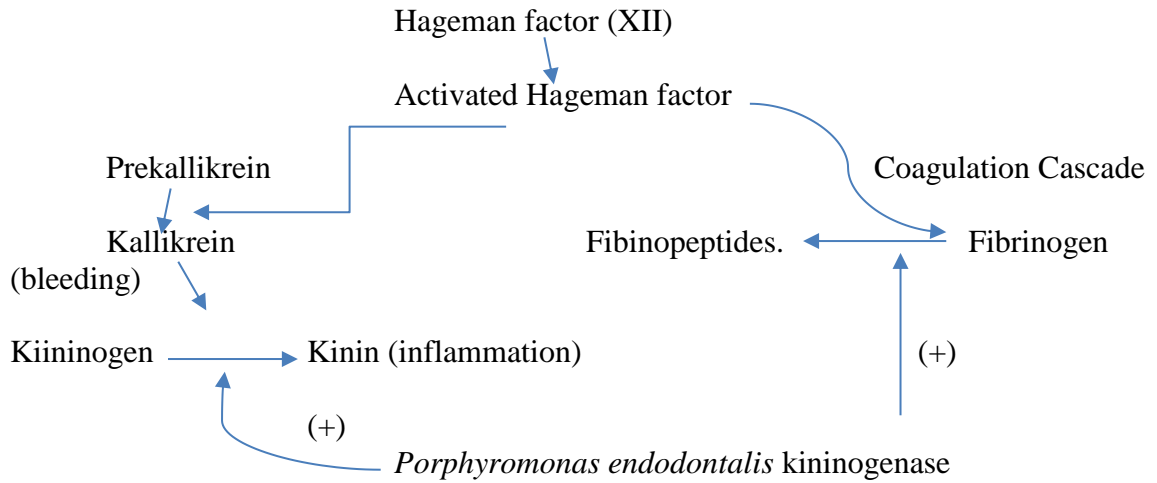 Hageman factor (XII)
Activated Hageman factor
Prekallikrein
Coagulation Cascade
Kallikrein
(bleeding)
Fibinopeptides.
Fibrinogen
Kiininogen
Kinin (inflammation)
(+)
(+)
Porphyromonas endodontalis kininogenase